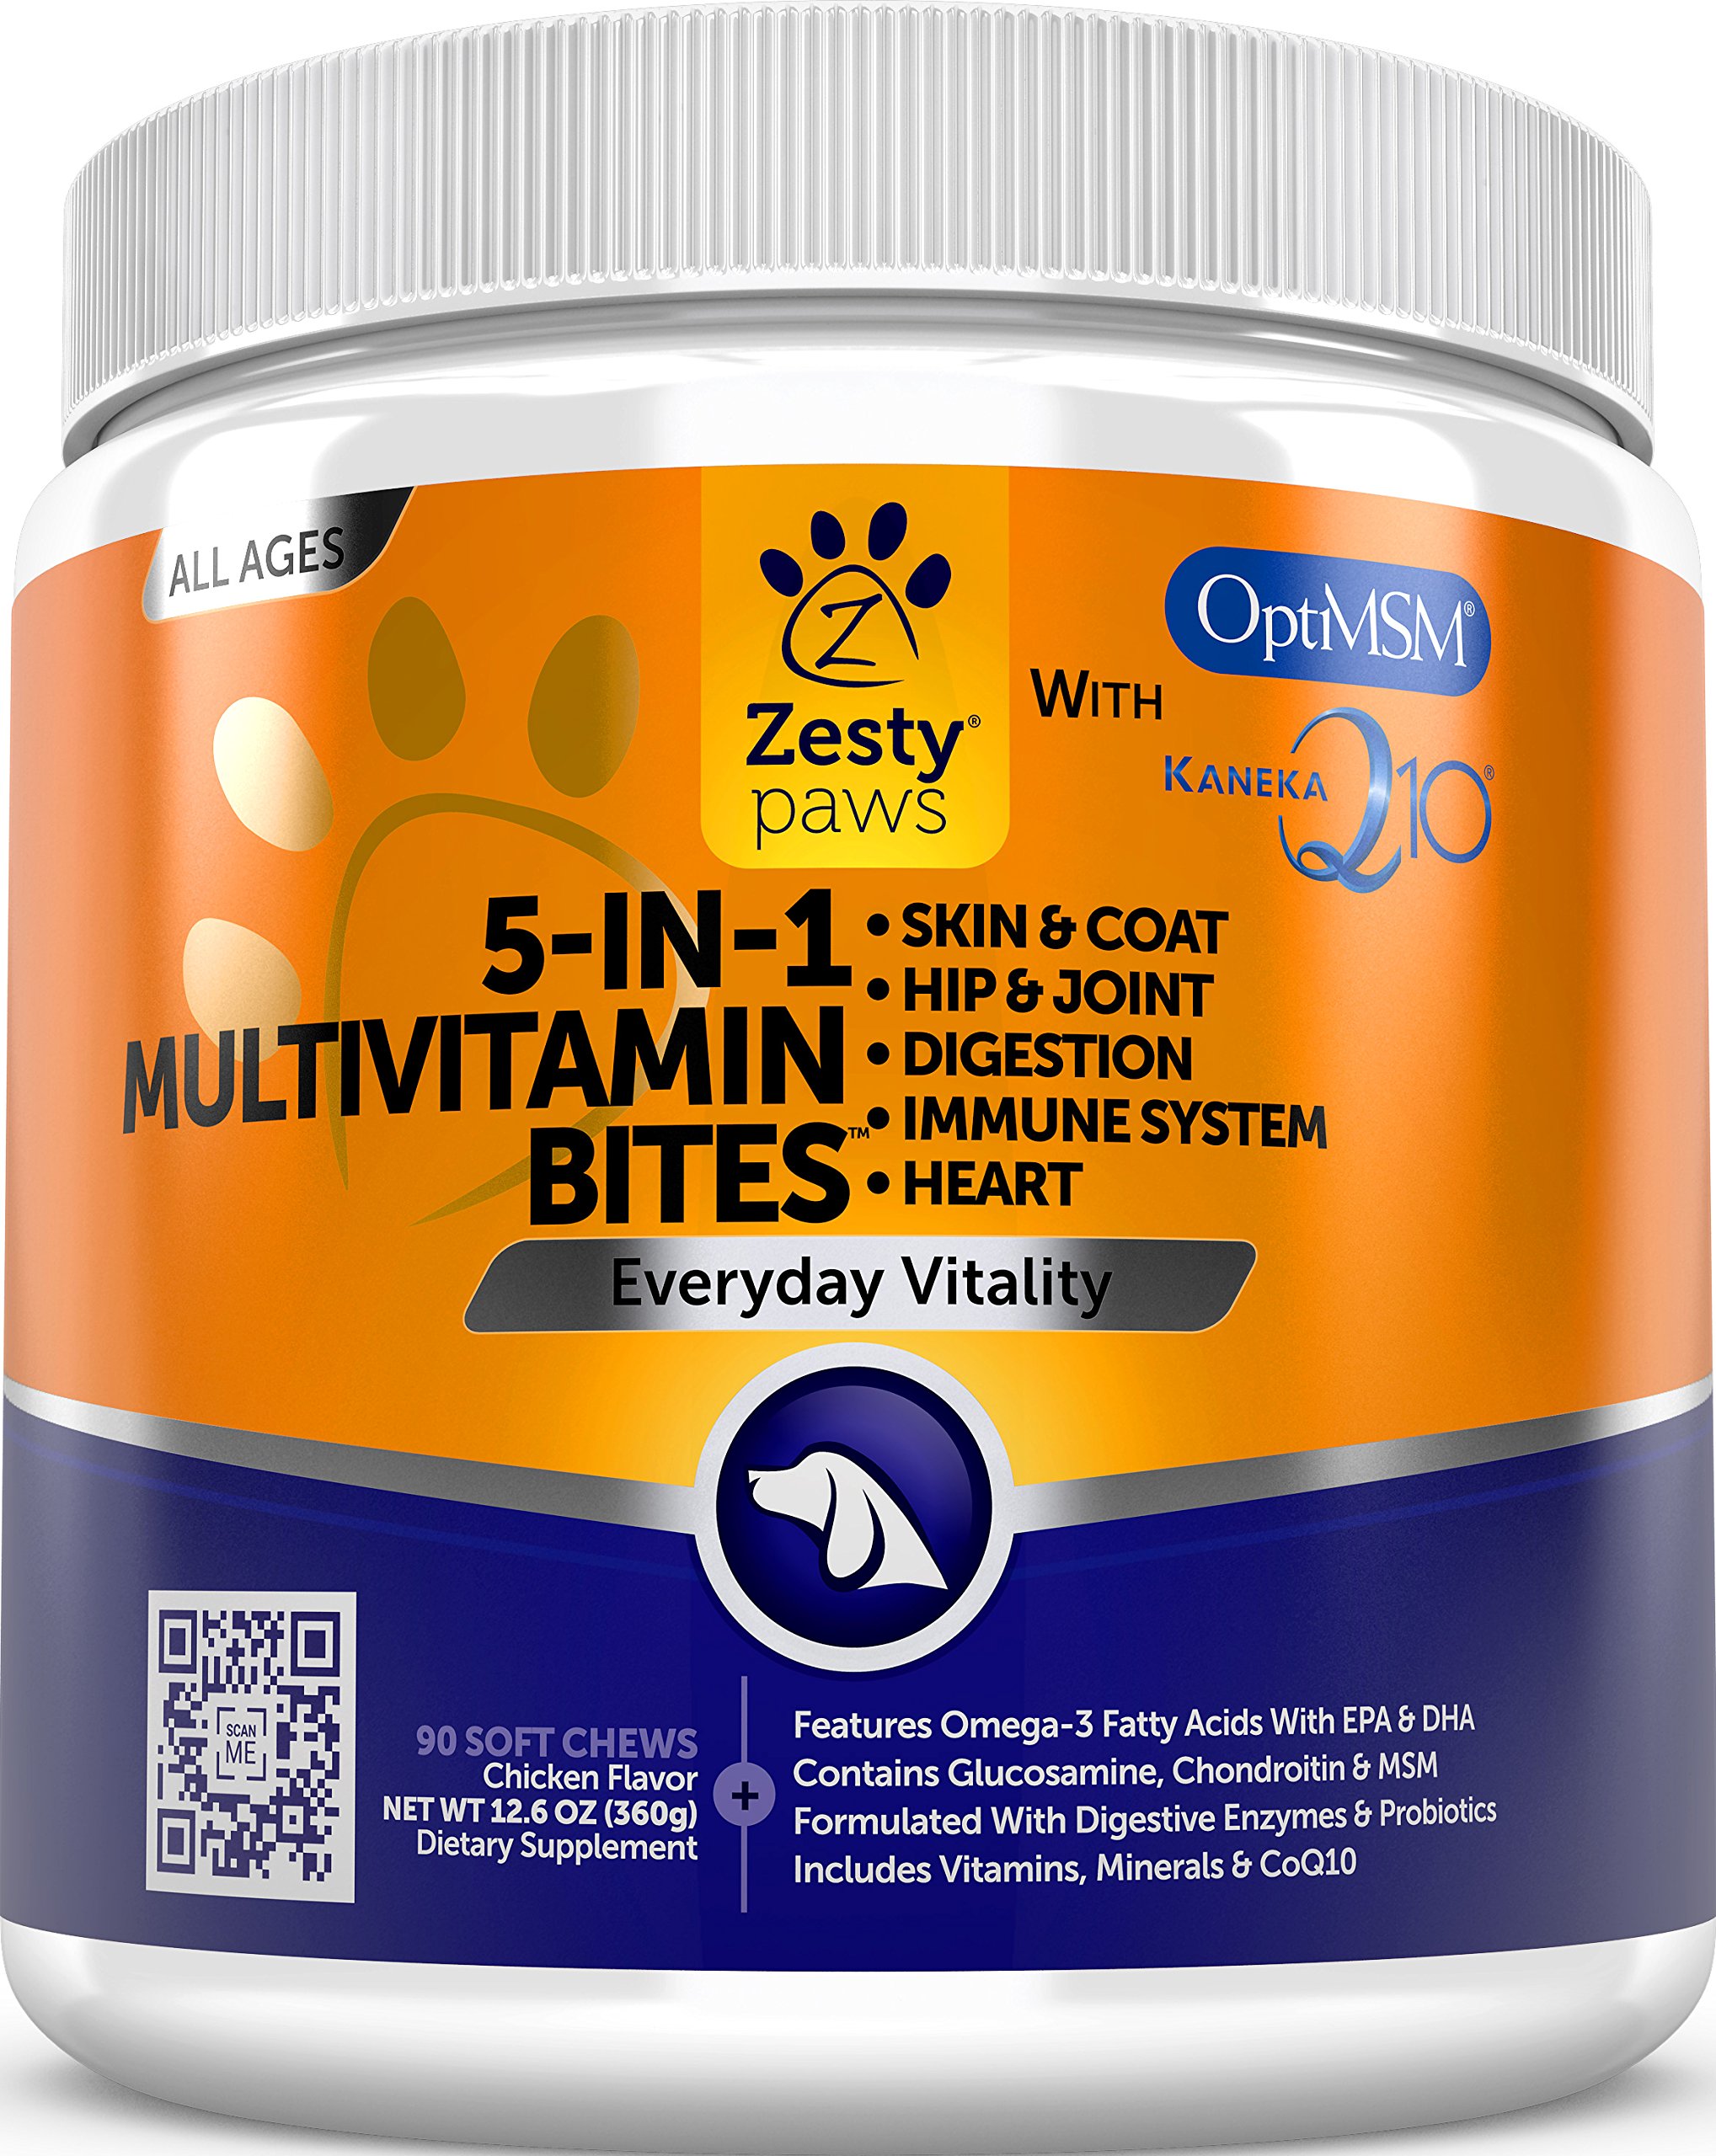 ALL AGES
Z
Zesty®
paws
WITH
OptiMSM®
KANEKA Q10®
5-IN-1
MULTIVITAMIN
BITES™
• SKIN & COAT
• HIP & JOINT
• DIGESTION
• IMMUNE SYSTEM
• HEART
Everyday Vitality
SCAN
ME
90 SOFT CHEWS
Chicken Flavor
NET WT 12.6 OZ (360g)
Dietary Supplement
+
Features Omega-3 Fatty Acids With EPA & DHA
Contains Glucosamine, Chondroitin & MSM
Formulated With Digestive Enzymes & Probiotics
Includes Vitamins, Minerals & CoQ10